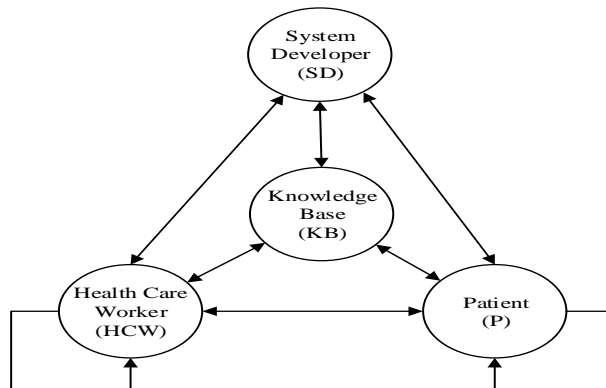 System
Developer
(SD)
Knowledge
Base
(KB)
Health Care
Worker
(HCW)
Patient
(P)